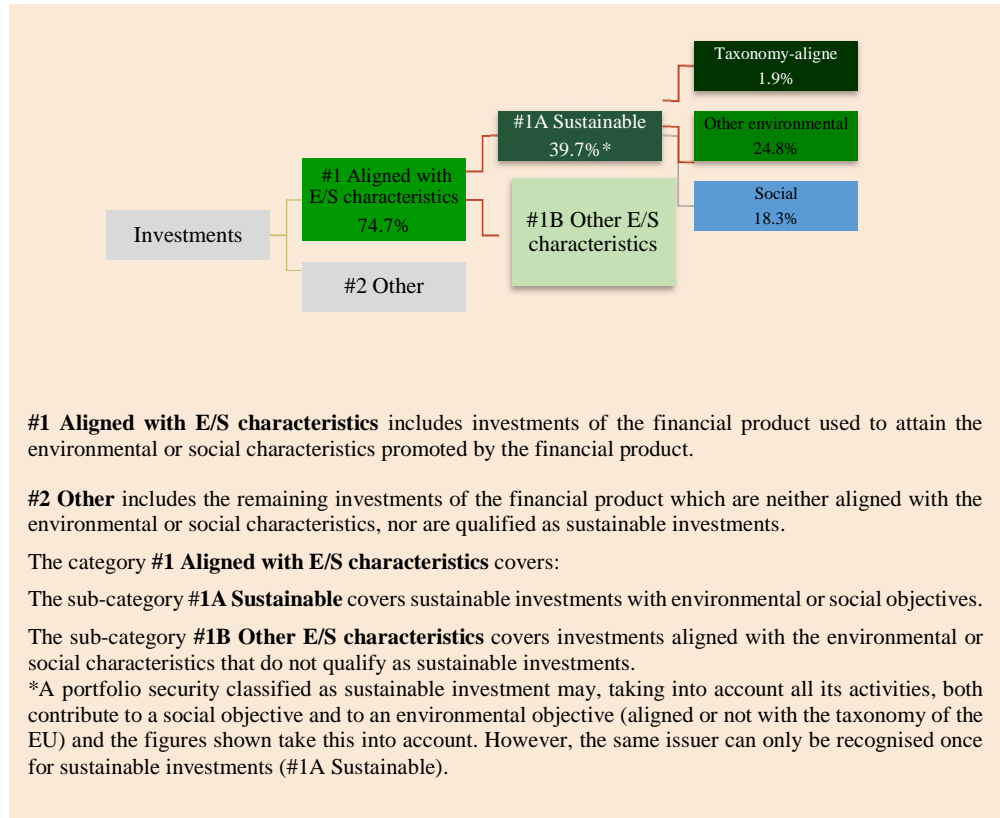 Taxonomy-aligne
1.9%
#1A Sustainable
39.7%*
Other environmental
24.8%
#1 Aligned with
E/S characteristics
74.7%
Social
18.3%
#1B Other E/S
characteristics
Investments
#2 Other
#1 Aligned with E/S characteristics includes investments of the financial product used to attain the
environmental or social characteristics promoted by the financial product.
#2 Other includes the remaining investments of the financial product which are neither aligned with the
environmental or social characteristics, nor are qualified as sustainable investments.
The category #1 Aligned with E/S characteristics covers:
The sub-category #1A Sustainable covers sustainable investments with environmental or social objectives.
The sub-category #1B Other E/S characteristics covers investments aligned with the environmental or
social characteristics that do not qualify as sustainable investments.
*A portfolio security classified as sustainable investment may, taking into account all its activities, both
contribute to a social objective and to an environmental objective (aligned or not with the taxonomy of the
EU) and the figures shown take this into account. However, the same issuer can only be recognised once
for sustainable investments (#1A Sustainable).